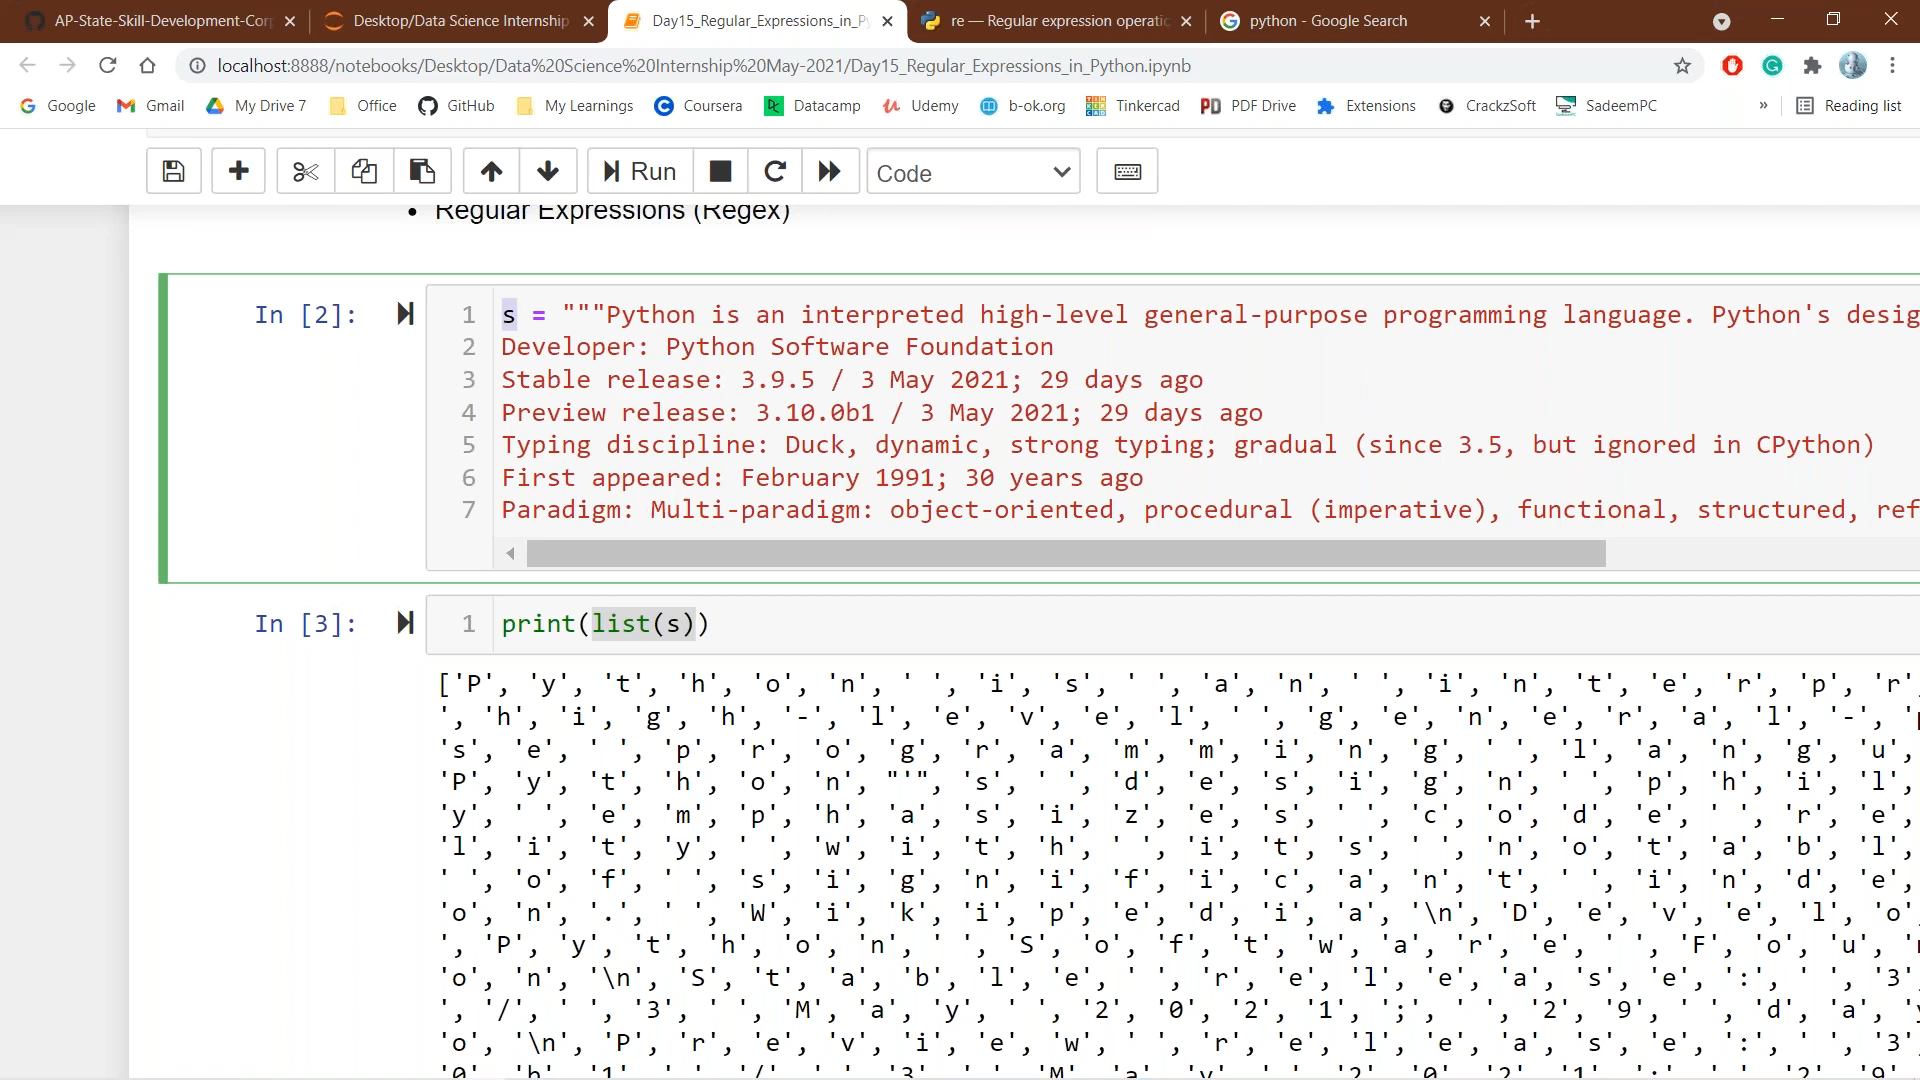 AP-State-Skill-Development-Corp
Desktop/Data Science Internship
Day15_Regular_Expressions_in_Py
re — Regular expression operatic
python - Google Search
localhost:8888/notebooks/Desktop/Data%20Science%20Internship%20May-2021/Day15_Regular_Expressions_in_Python.ipynb
Google Gmail My Drive 7 Office GitHub My Learnings Coursera Datacamp Udemy b-ok.org Tinkercad PDF Drive Extensions CrackzSoft SadeemPC » Reading list
Run Code
• Regular Expressions (Regex)
In [2]:
1 s = """Python is an interpreted high-level general-purpose programming language. Python's desig
2 Developer: Python Software Foundation
3 Stable release: 3.9.5 / 3 May 2021; 29 days ago
4 Preview release: 3.10.0b1 / 3 May 2021; 29 days ago
5 Typing discipline: Duck, dynamic, strong typing; gradual (since 3.5, but ignored in CPython)
6 First appeared: February 1991; 30 years ago
7 Paradigm: Multi-paradigm: object-oriented, procedural (imperative), functional, structured, ref
In [3]:
1 print(list(s))
['P', 'y', 't', 'h', 'o', 'n', ' ', 'i', 's', ' ', 'a', 'n', ' ', 'i', 'n', 't', 'e', 'r', 'p', 'r',
', 'h', 'i', 'g', 'h', '-', 'l', 'e', 'v', 'e', 'l', ' ', 'g', 'e', 'n', 'e', 'r', 'a', 'l', '-', 'p
's', 'e', ' ', 'p', 'r', 'o', 'g', 'r', 'a', 'm', 'm', 'i', 'n', 'g', ' ', 'l', 'a', 'n', 'g', 'u',
'P', 'y', 't', 'h', 'o', 'n', "'", 's', ' ', 'd', 'e', 's', 'i', 'g', 'n', ' ', 'p', 'h', 'i', 'l',
'y', ' ', 'e', 'm', 'p', 'h', 'a', 's', 'i', 'z', 'e', 's', ' ', 'c', 'o', 'd', 'e', ' ', 'r', 'e',
'l', 'i', 't', 'y', ' ', 'w', 'i', 't', 'h', ' ', 'i', 't', 's', ' ', 'n', 'o', 't', 'a', 'b', 'l',
' ', 'o', 'f', ' ', 's', 'i', 'g', 'n', 'i', 'f', 'i', 'c', 'a', 'n', 't', ' ', 'i', 'n', 'd', 'e',
'o', 'n', '.', ' ', 'W', 'i', 'k', 'i', 'p', 'e', 'd', 'i', 'a', '\n', 'D', 'e', 'v', 'e', 'l', 'o'
', 'P', 'y', 't', 'h', 'o', 'n', ' ', 'S', 'o', 'f', 't', 'w', 'a', 'r', 'e', ' ', 'F', 'o', 'u', '
'o', 'n', '\n', 'S', 't', 'a', 'b', 'l', 'e', ' ', 'r', 'e', 'l', 'e', 'a', 's', 'e', ':', ' ', '3'
', '/', ' ', '3', ' ', 'M', 'a', 'y', ' ', '2', '0', '2', '1', ';', ' ', '2', '9', ' ', 'd', 'a', 'y
'o', '\n', 'P', 'r', 'e', 'v', 'i', 'e', 'w', ' ', 'r', 'e', 'l', 'e', 'a', 's', 'e', ':', ' ', '3'